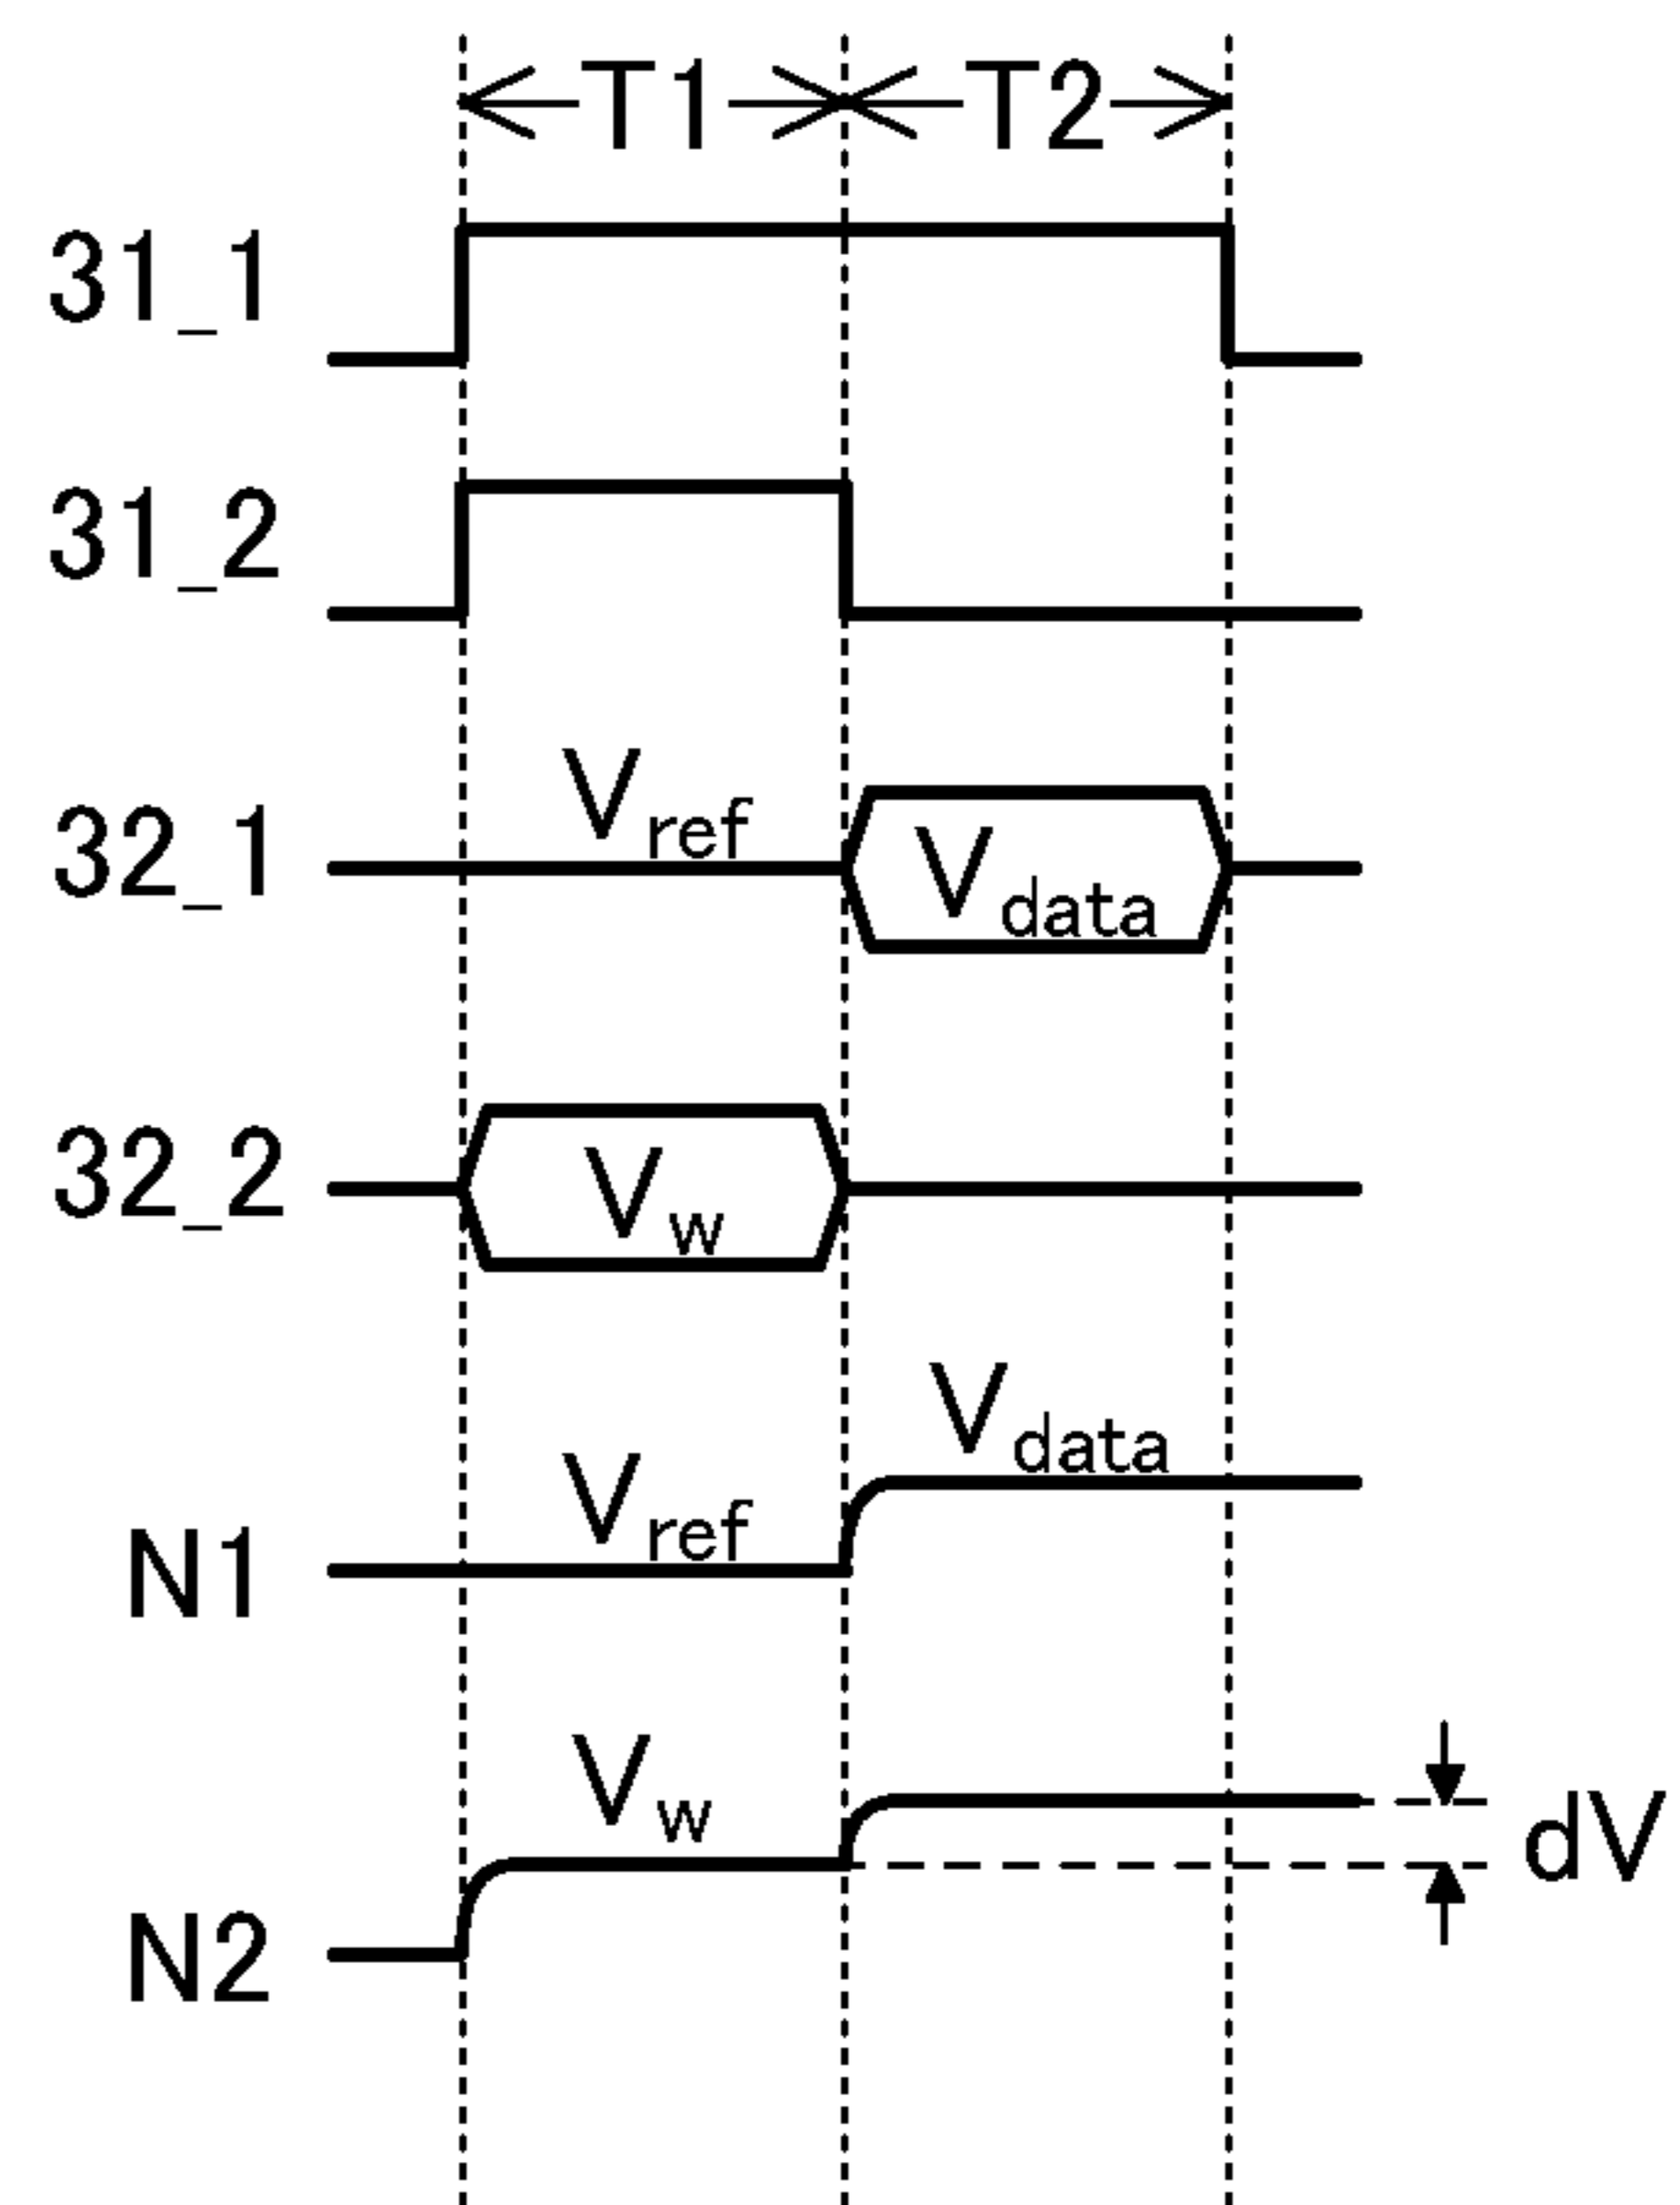 T1 T2
31_1
31_2
Vref
32_1 Vdata
32_2 Vw
Vdata
Vref
N1
Vw
dV
N2